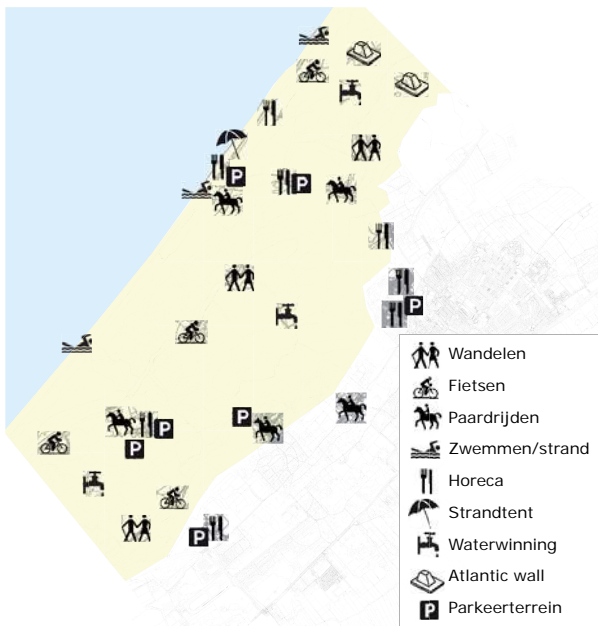 P
P
P
P
P
P
P
Wandelen
Fietsen
Paardrijden
Zwemmen/strand
Horeca
Strandtent
Waterwinning
Atlantic wall
P Parkeerterrein